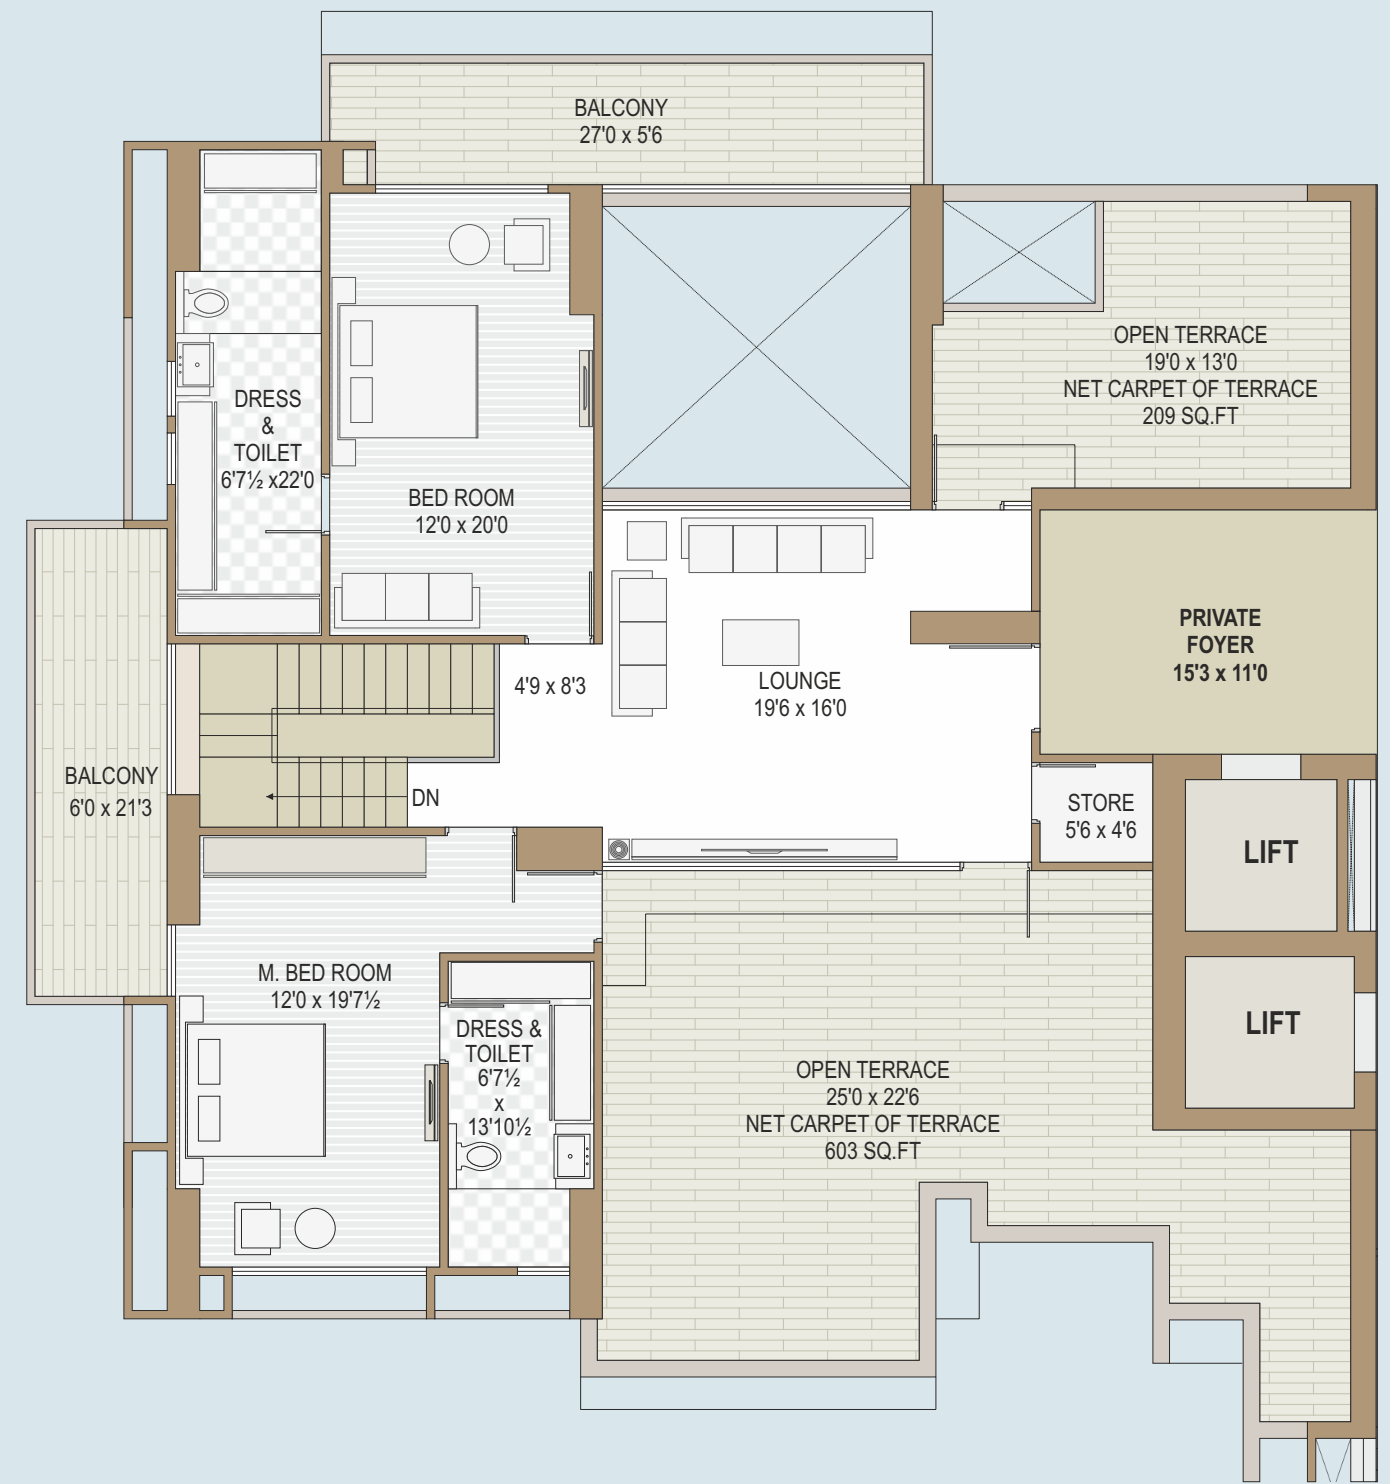 BALCONY
27'0 x 5'6
OPEN TERRACE
19'0 x 13'0
NET CARPET OF TERRACE
209 SQ.FT
DRESS
&
TOILET
6'7½ x22'0
BED ROOM
12'0 x 20'0
PRIVATE
FOYER
15'3 x 11'0
4'9 x 8'3
LOUNGE
19'6 x 16'0
BALCONY
6'0 x 21'3
DN
STORE
5'6 x 4'6
LIFT
M. BED ROOM
12'0 x 19'7½
DRESS &
TOILET
6'7½
x
13'10½
LIFT
OPEN TERRACE
25'0 x 22'6
NET CARPET OF TERRACE
603 SQ.FT